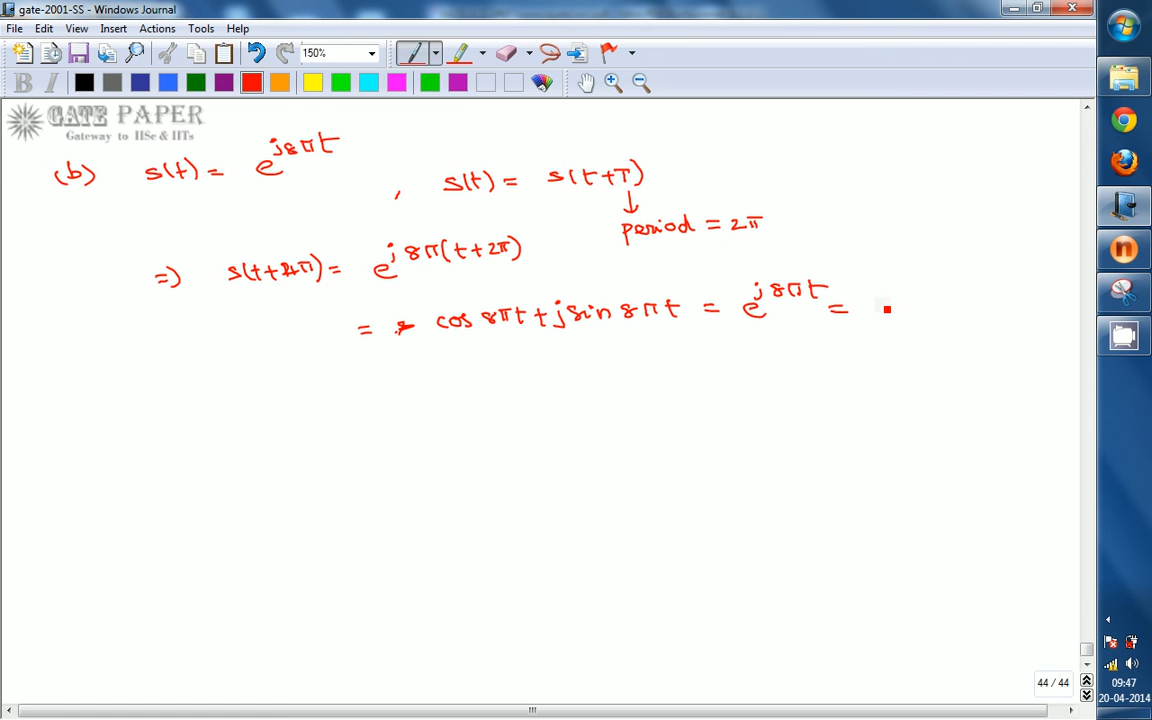 gate-2001-SS - Windows Journal
File Edit View Insert Actions Tools Help
150%
B I
GATE PAPER
Gateway to IISc & IITs
(b) s(t) = e^{j8πt} , s(t) = s(t+T)
↓
period = 2π
=> s(t+2π) = e^{j8π(t+2π)}
= cos 8πt + j sin 8πt = e^{j8πt} =
44 / 44
09:47
20-04-2014